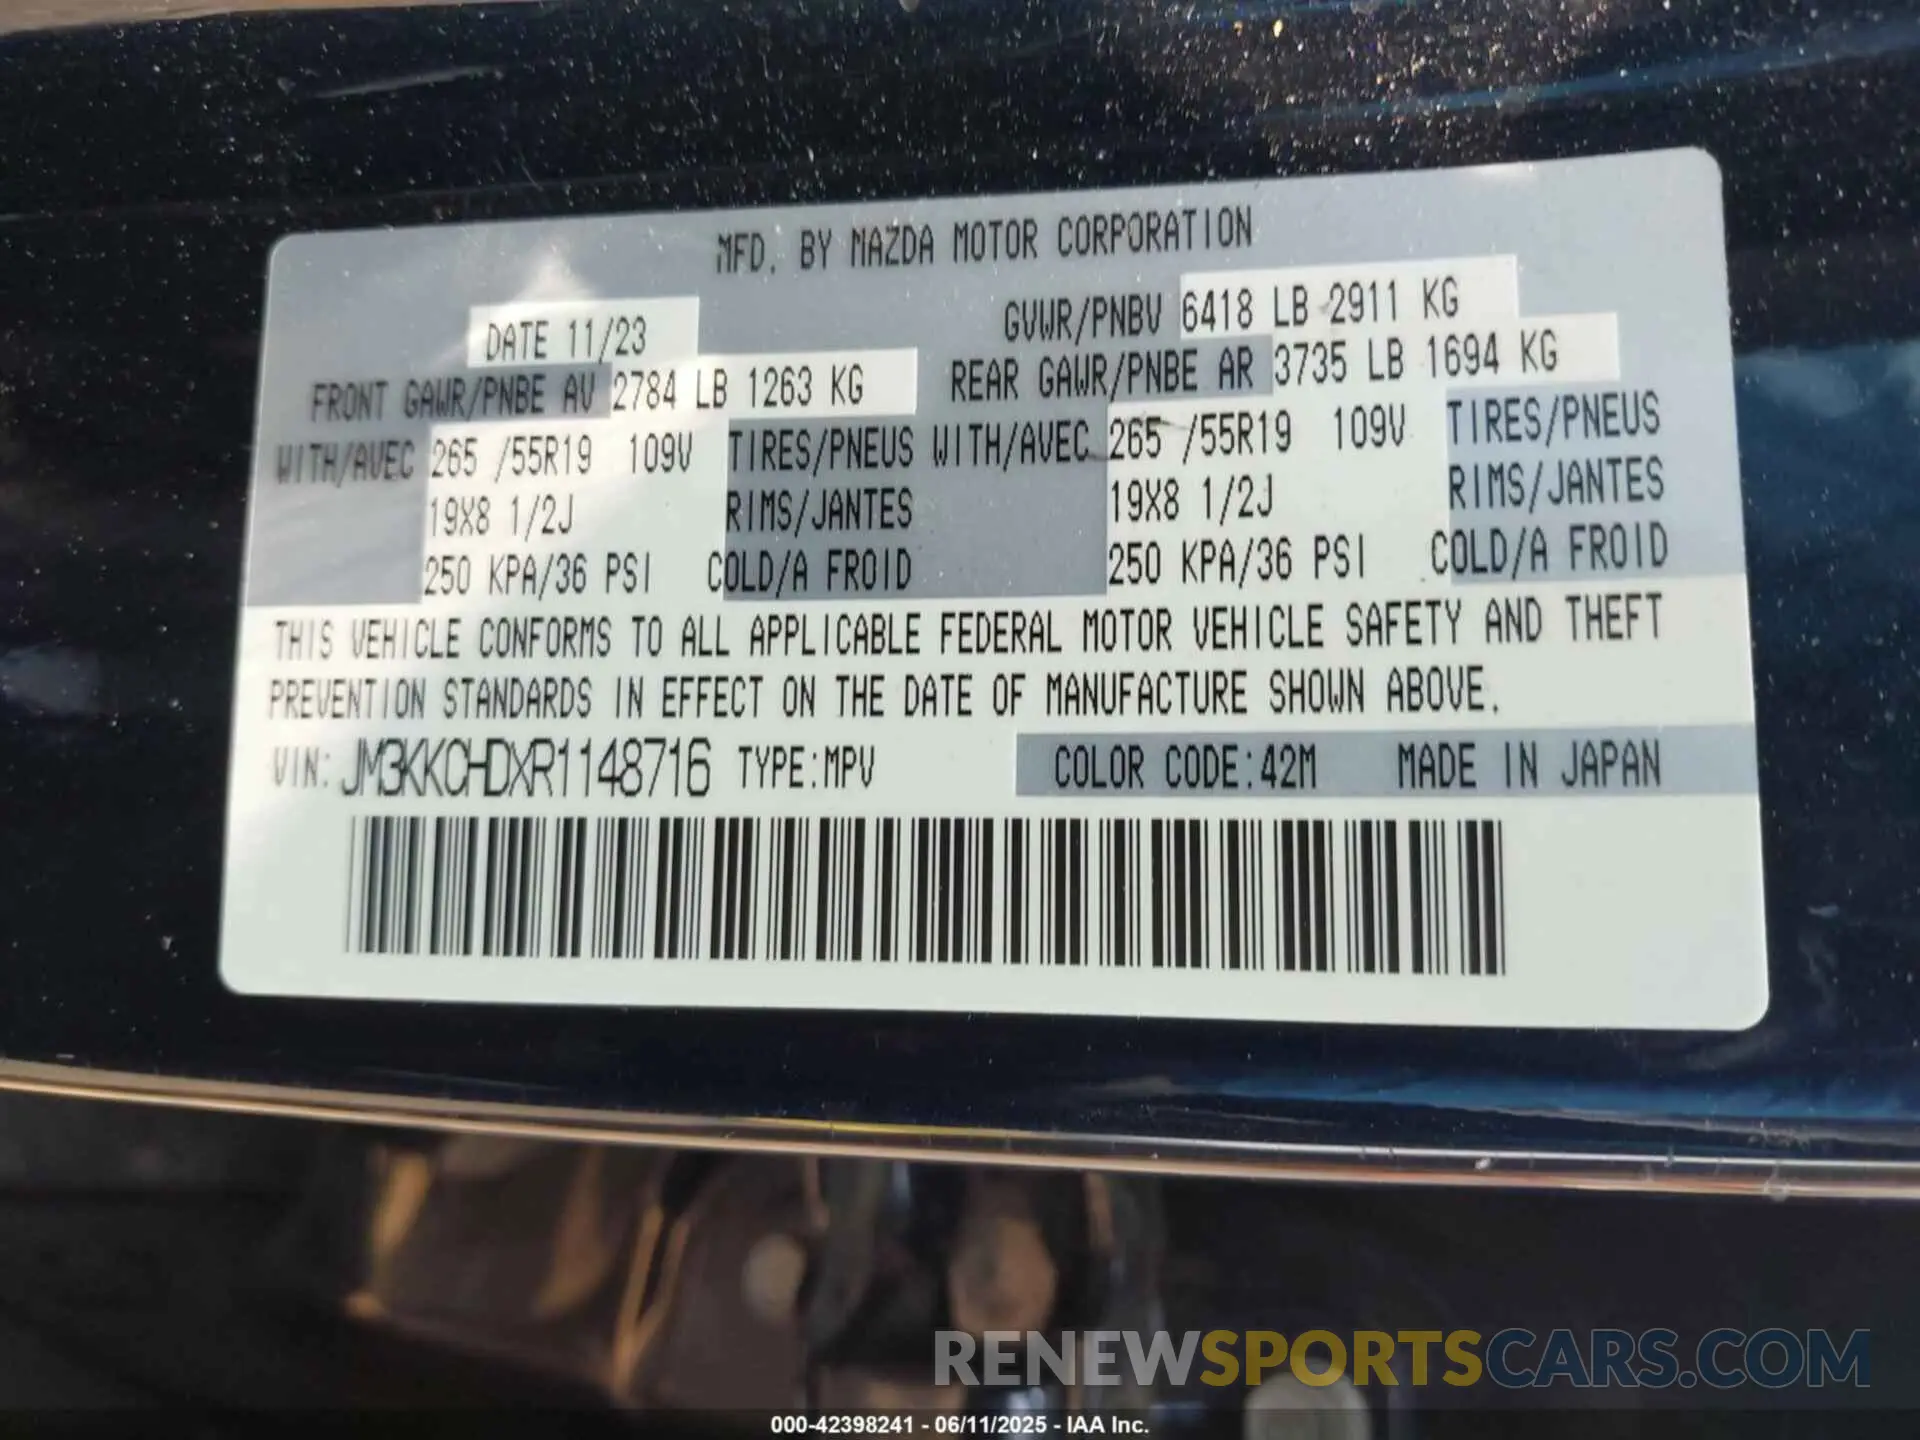 MFD. BY MAZDA MOTOR CORPORATION
DATE 11/23 GVWR/PNBV 6418 LB 2911 KG
FRONT GAWR/PNBE AV 2784 LB 1263 KG REAR GAWR/PNBE AR 3735 LB 1694 KG
WITH/AVEC 265 /55R19 109V TIRES/PNEUS WITH/AVEC 265 /55R19 109V TIRES/PNEUS
19X8 1/2J RIMS/JANTES 19X8 1/2J RIMS/JANTES
250 KPA/36 PSI COLD/A FROID 250 KPA/36 PSI COLD/A FROID
THIS VEHICLE CONFORMS TO ALL APPLICABLE FEDERAL MOTOR VEHICLE SAFETY AND THEFT
PREVENTION STANDARDS IN EFFECT ON THE DATE OF MANUFACTURE SHOWN ABOVE.
VIN: JM3KKCHDXR1148716 TYPE:MPV COLOR CODE:42M MADE IN JAPAN
RENEWSPORTSCARS.COM
000-42398241 - 06/11/2025 - IAA Inc.